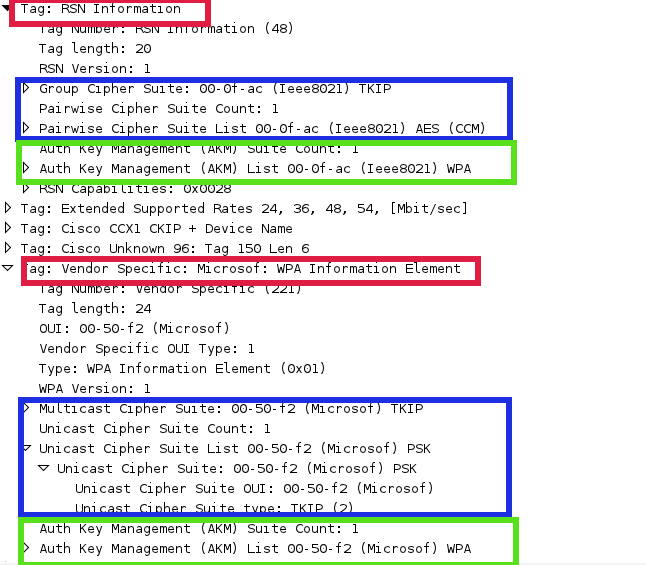 Tag: RSN Information
Tag Number: RSN Information (48)
Tag length: 20
RSN Version: 1
Group Cipher Suite: 00-0f-ac (Ieee8021) TKIP
Pairwise Cipher Suite Count: 1
Pairwise Cipher Suite List 00-0f-ac (Ieee8021) AES (CCM)
Auth Key Management (AKM) Suite Count: 1
Auth Key Management (AKM) List 00-0f-ac (Ieee8021) WPA
RSN Capabilities: 0x0028
Tag: Extended Supported Rates 24, 36, 48, 54, [Mbit/sec]
Tag: Cisco CCX1 CKIP + Device Name
Tag: Cisco Unknown 96: Tag 150 Len 6
Tag: Vendor Specific: Microsof: WPA Information Element
Tag Number: Vendor Specific (221)
Tag length: 24
OUI: 00-50-f2 (Microsof)
Vendor Specific OUI Type: 1
Type: WPA Information Element (0x01)
WPA Version: 1
Multicast Cipher Suite: 00-50-f2 (Microsof) TKIP
Unicast Cipher Suite Count: 1
Unicast Cipher Suite List 00-50-f2 (Microsof) PSK
Unicast Cipher Suite: 00-50-f2 (Microsof) PSK
Unicast Cipher Suite OUI: 00-50-f2 (Microsof)
Unicast Cipher Suite type: TKIP (2)
Auth Key Management (AKM) Suite Count: 1
Auth Key Management (AKM) List 00-50-f2 (Microsof) WPA